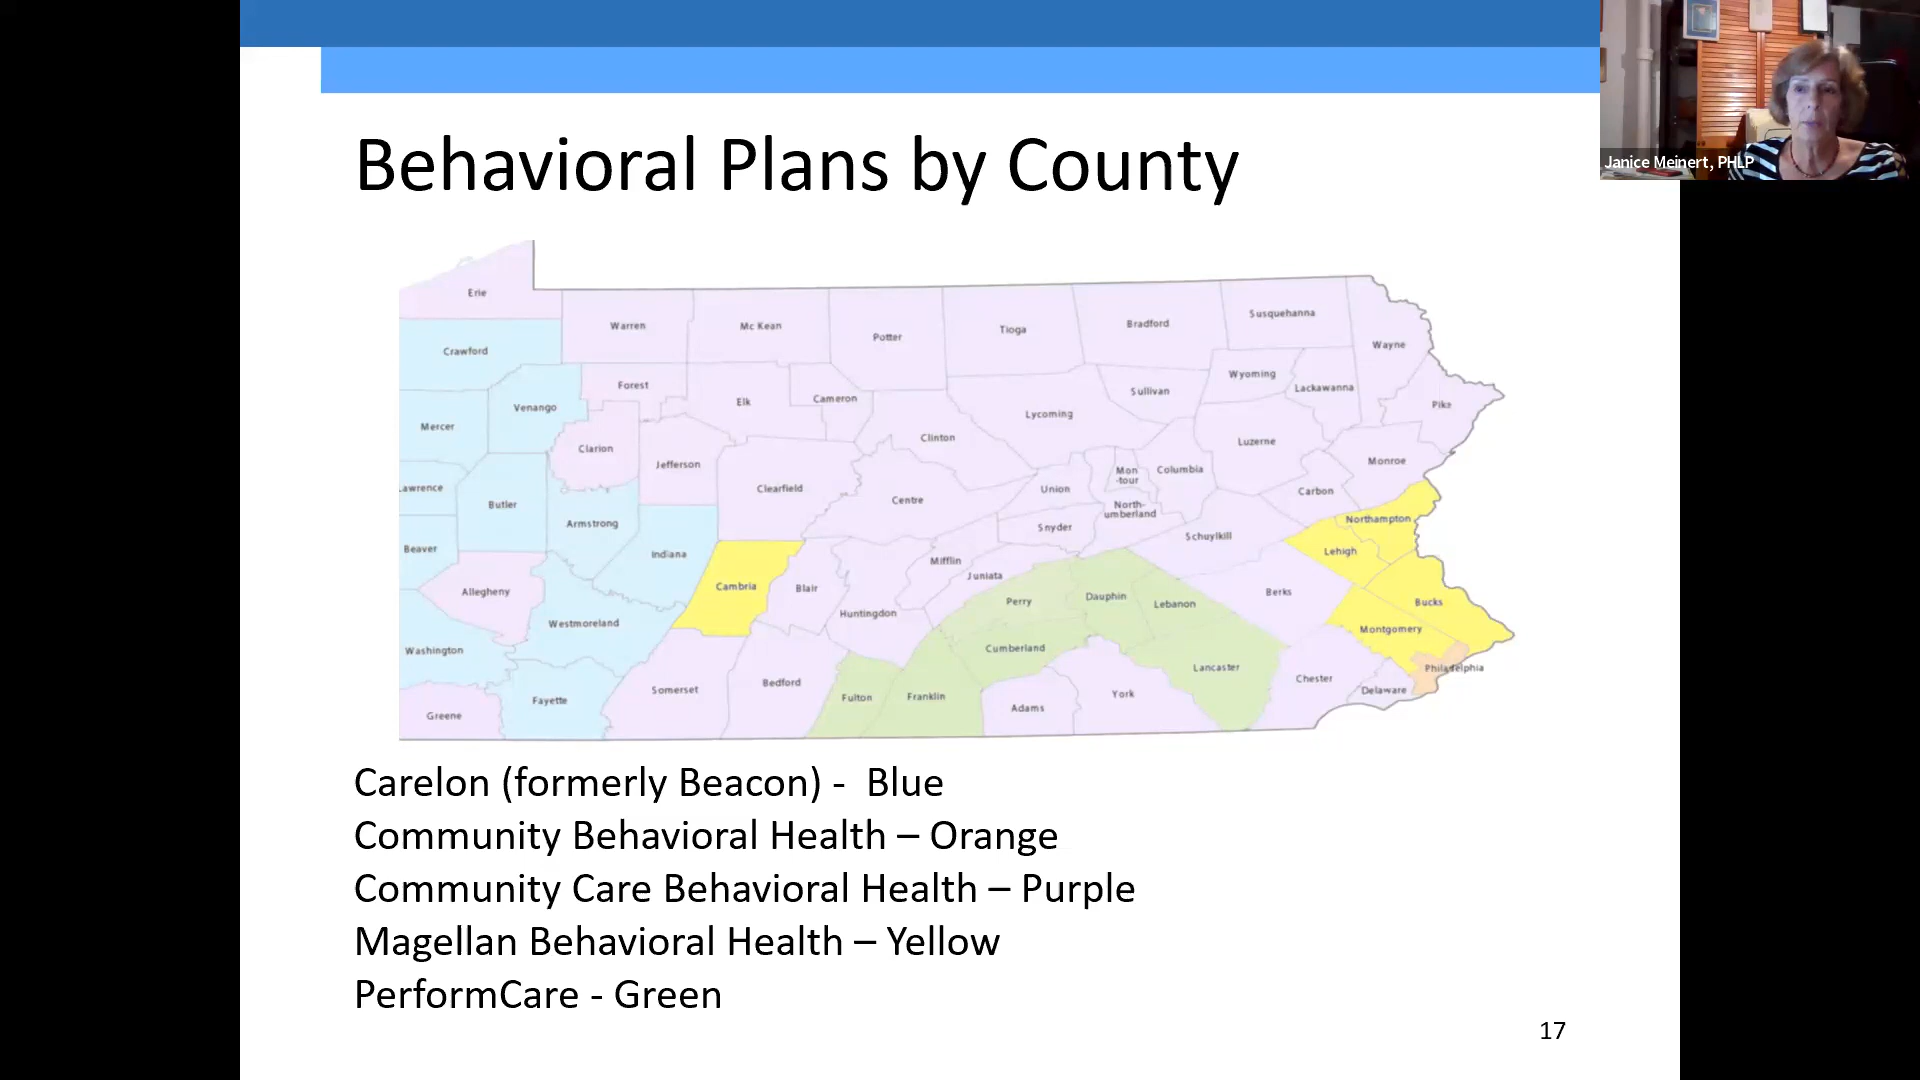 Janice Meinert, PHLP
Behavioral Plans by County
Erie
Warren
Mc Kean
Potter
Tioga
Bradford
Susquehanna
Wayne
Crawford
Forest
Elk
Cameron
Sullivan
Wyoming
Lackawanna
Pike
Venango
Mercer
Clarion
Jefferson
Clinton
Lycoming
Luzerne
Monroe
Columbia
Mon
-tour
Lawrence
Butler
Armstrong
Clearfield
Centre
Union
North-
umberland
Carbon
Northampton
Beaver
Indiana
Snyder
Schuylkill
Lehigh
Allegheny
Cambria
Blair
Mifflin
Juniata
Huntingdon
Perry
Dauphin
Lebanon
Berks
Bucks
Westmoreland
Washington
Cumberland
Montgomery
Greene
Fayette
Somerset
Bedford
Fulton
Franklin
Adams
York
Lancaster
Chester
Delaware
Philadelphia
Carelon (formerly Beacon) -  Blue
Community Behavioral Health – Orange
Community Care Behavioral Health – Purple
Magellan Behavioral Health – Yellow
PerformCare - Green
17